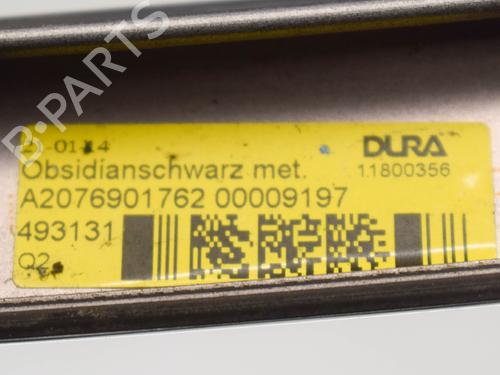 DURA
Obsidianschwarz met. 11800356
A2076901762 00009197
493131
Q2
B-PARTS